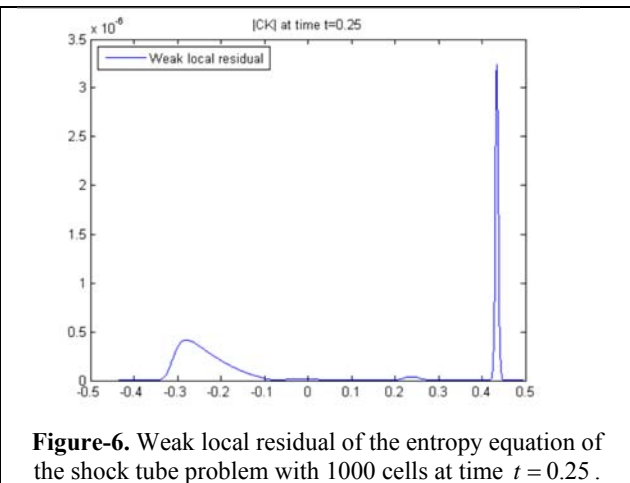 |CK| at time t=0.25
x 10^-6
Weak local residual
3.5
3
2.5
2
1.5
1
0.5
0
-0.5 -0.4 -0.3 -0.2 -0.1 0 0.1 0.2 0.3 0.4 0.5
Figure-6. Weak local residual of the entropy equation of
the shock tube problem with 1000 cells at time t = 0.25 .